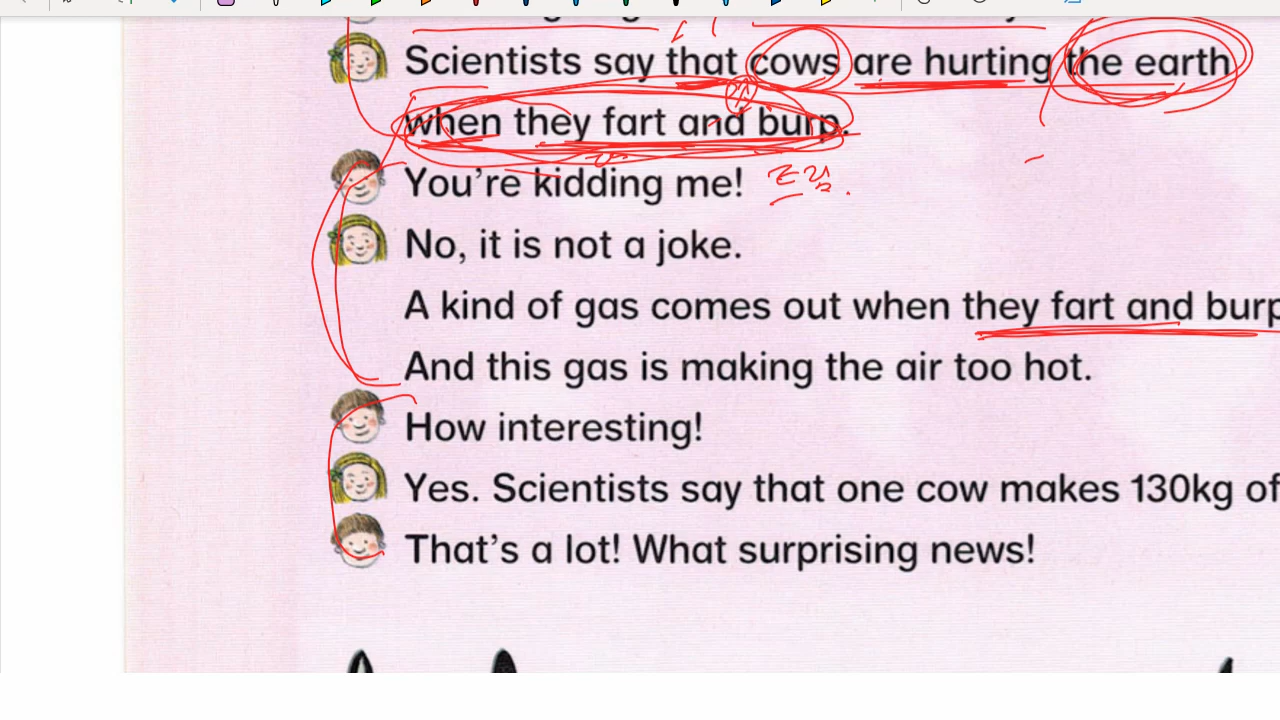 Scientists say that cows are hurting the earth
when they fart and burp.
You're kidding me!
No, it is not a joke.
A kind of gas comes out when they fart and burp
And this gas is making the air too hot.
How interesting!
Yes. Scientists say that one cow makes 130kg of
That's a lot! What surprising news!